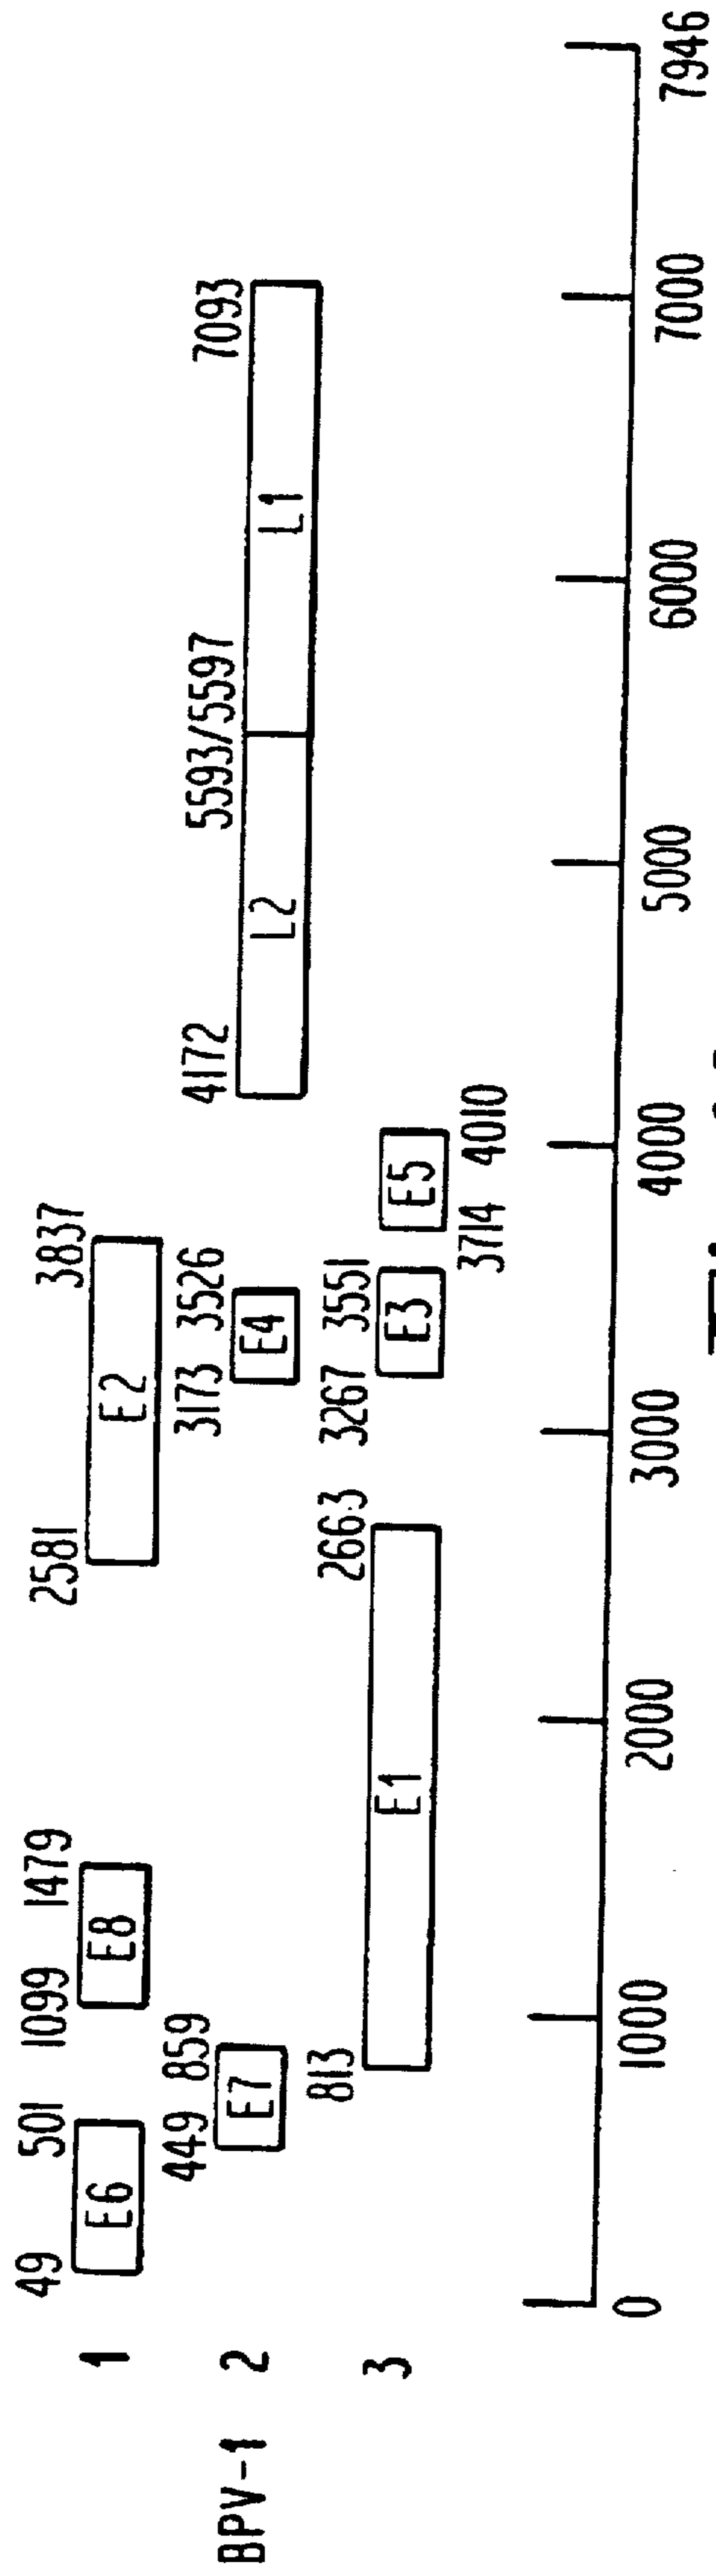 49 501 1099 1479 2581 3837
1 E6 E8 E2
449 859 3173 3526 4172 5593/5597 7093
BPV-1 2 E7 E4 L2 L1
813 2663 3267 3551
3 E1 E3 E5
3714 4010
0 1000 2000 3000 4000 5000 6000 7000 7946